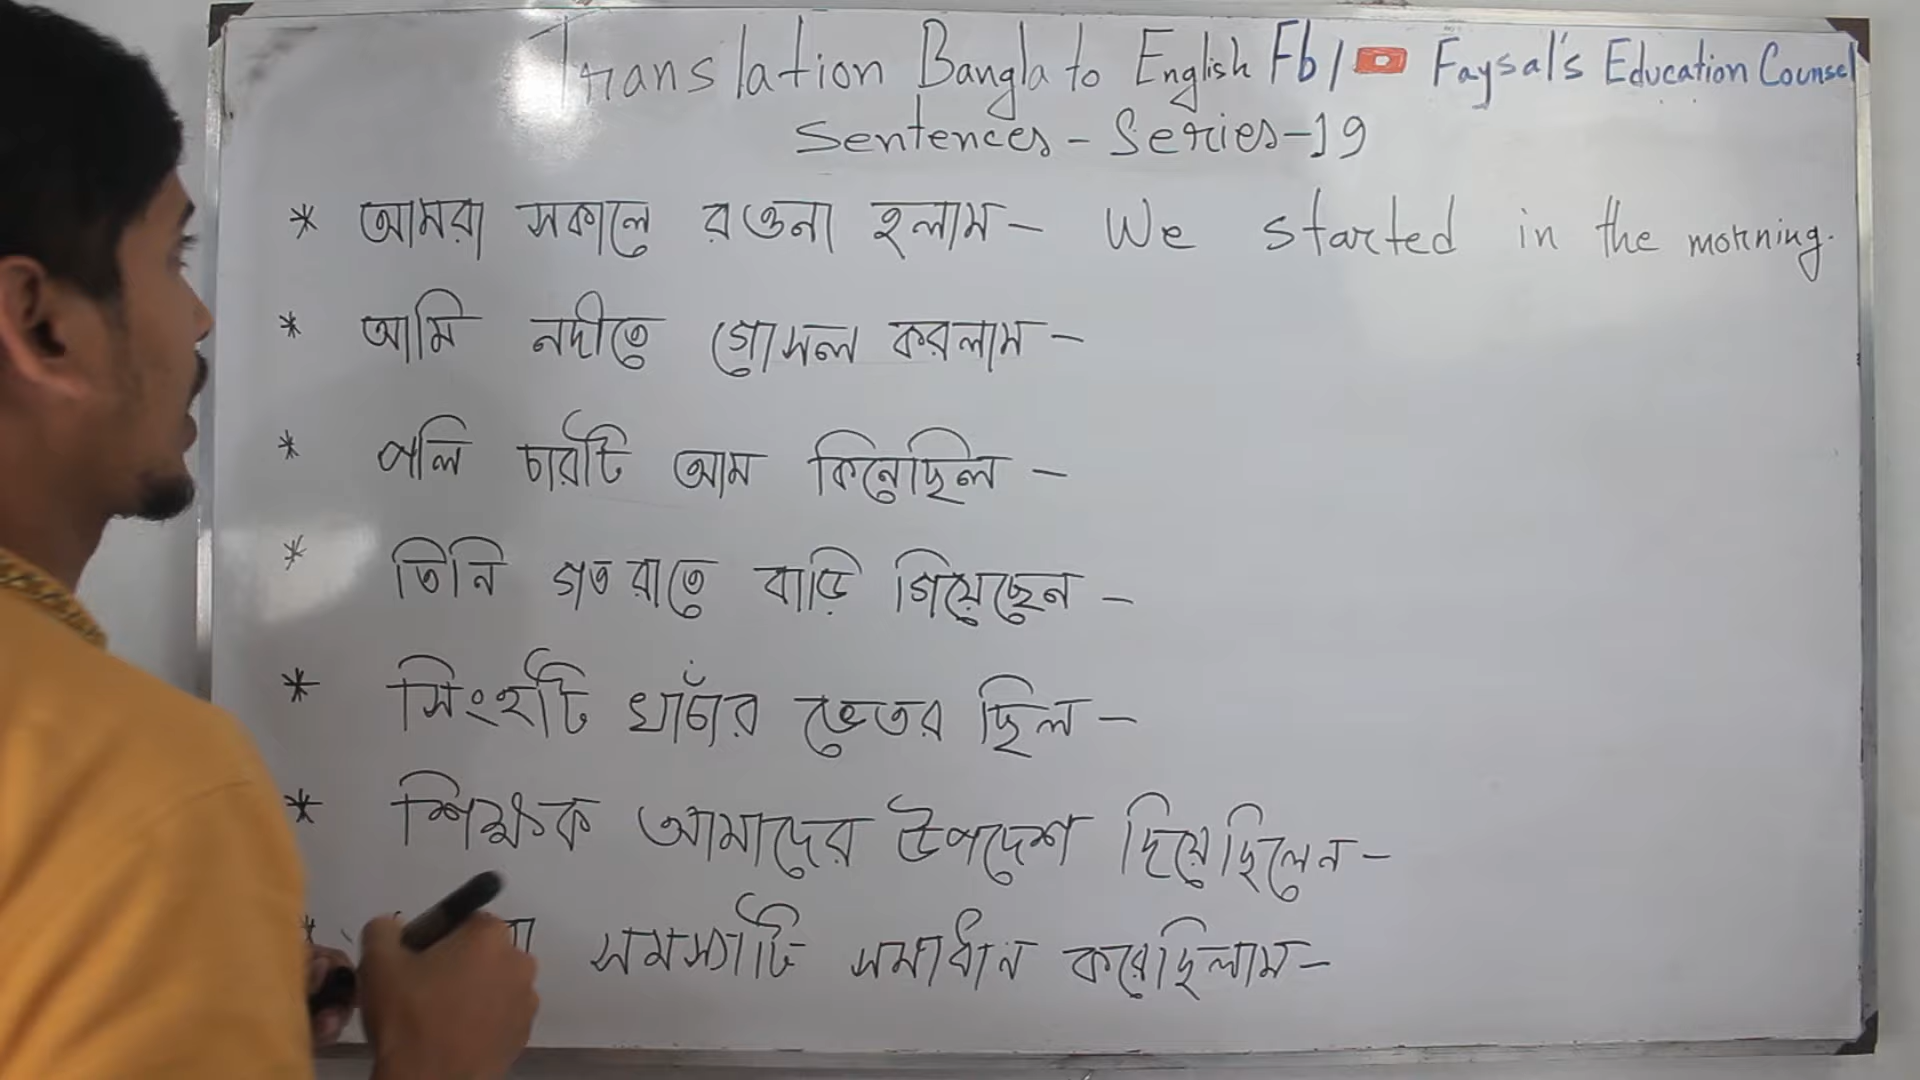 Translation Bangla to English Fb/ Faysal's Education Counsel
Sentences - Series-19
* আমরা সকালে রওনা হলাম - We started in the morning.
* আমি নদীতে গোসল করলাম -
* পলি চারটি আম কিনেছিল -
* তিনি গত রাতে বাড়ি গিয়েছেন -
* সিংহটি খাচাঁর ভেতর ছিল -
* শিক্ষক আমাদের উপদেশ দিয়েছিলেন -
* সমস্যাটি সমাধান করেছিলাম -